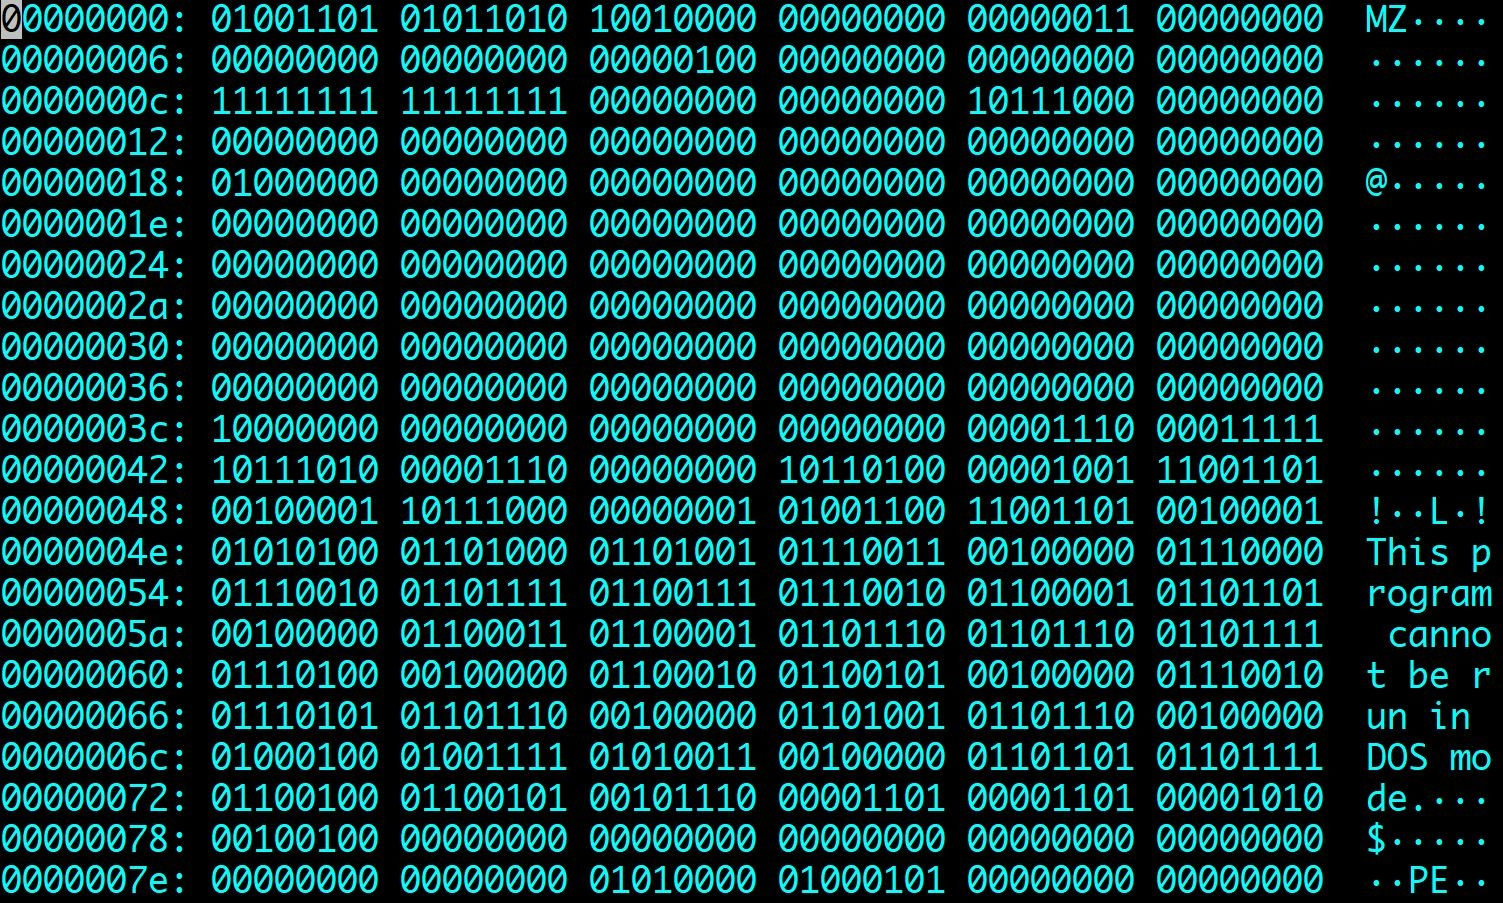 00000000: 01001101 01011010 10010000 00000000 00000011 00000000  MZ····
00000006: 00000000 00000000 00000100 00000000 00000000 00000000  ······
0000000c: 11111111 11111111 00000000 00000000 10111000 00000000  ······
00000012: 00000000 00000000 00000000 00000000 00000000 00000000  ······
00000018: 01000000 00000000 00000000 00000000 00000000 00000000  @·····
0000001e: 00000000 00000000 00000000 00000000 00000000 00000000  ······
00000024: 00000000 00000000 00000000 00000000 00000000 00000000  ······
0000002a: 00000000 00000000 00000000 00000000 00000000 00000000  ······
00000030: 00000000 00000000 00000000 00000000 00000000 00000000  ······
00000036: 00000000 00000000 00000000 00000000 00000000 00000000  ······
0000003c: 10000000 00000000 00000000 00000000 00001110 00011111  ······
00000042: 10111010 00001110 00000000 10110100 00001001 11001101  ······
00000048: 00100001 10111000 00000001 01001100 11001101 00100001  !··L·!
0000004e: 01010100 01101000 01101001 01110011 00100000 01110000  This p
00000054: 01110010 01101111 01100111 01110010 01100001 01101101  rogram
0000005a: 00100000 01100011 01100001 01101110 01101110 01101111   canno
00000060: 01110100 00100000 01100010 01100101 00100000 01110010  t be r
00000066: 01110101 01101110 00100000 01101001 01101110 00100000  un in 
0000006c: 01000100 01001111 01010011 00100000 01101101 01101111  DOS mo
00000072: 01100100 01100101 00101110 00001101 00001101 00001010  de.···
00000078: 00100100 00000000 00000000 00000000 00000000 00000000  $·····
0000007e: 00000000 00000000 01010000 01000101 00000000 00000000  ··PE··